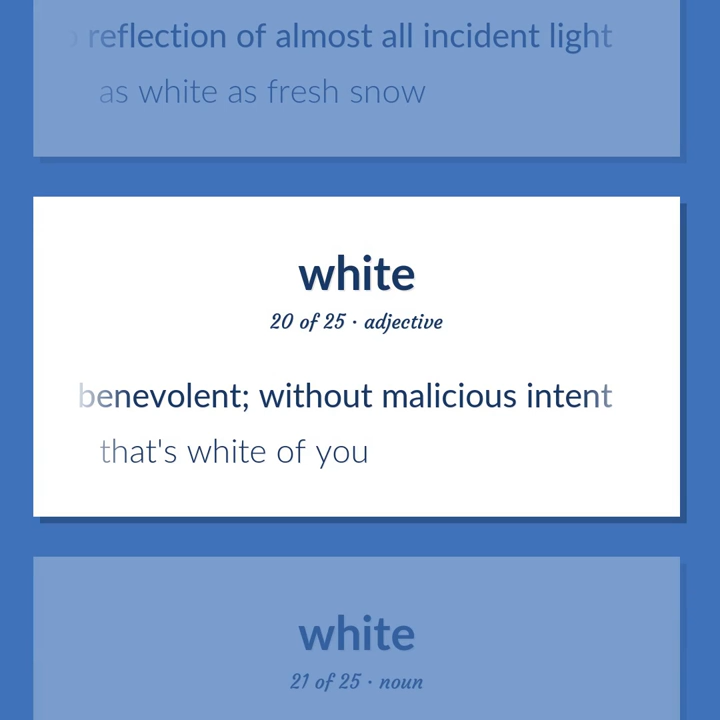 reflection of almost all incident light
as white as fresh snow
white
20 of 25 · adjective
benevolent; without malicious intent
that's white of you
white
21 of 25 · noun